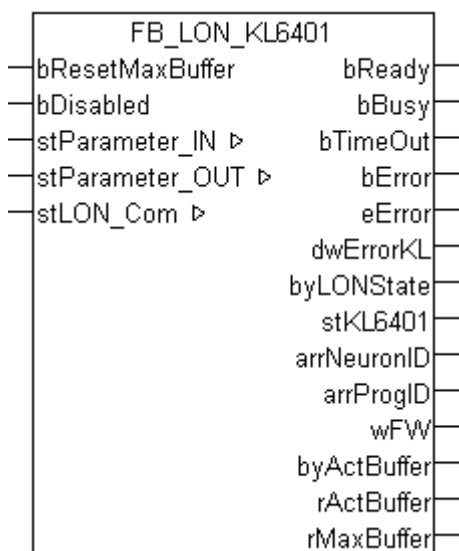 FB_LON_KL6401
bResetMaxBuffer bReady
bDisabled bBusy
stParameter_IN ▷ bTimeOut
stParameter_OUT ▷ bError
stLON_Com ▷ eError
dwErrorKL
byLONState
stKL6401
arrNeuronID
arrProgID
wFW
byActBuffer
rActBuffer
rMaxBuffer